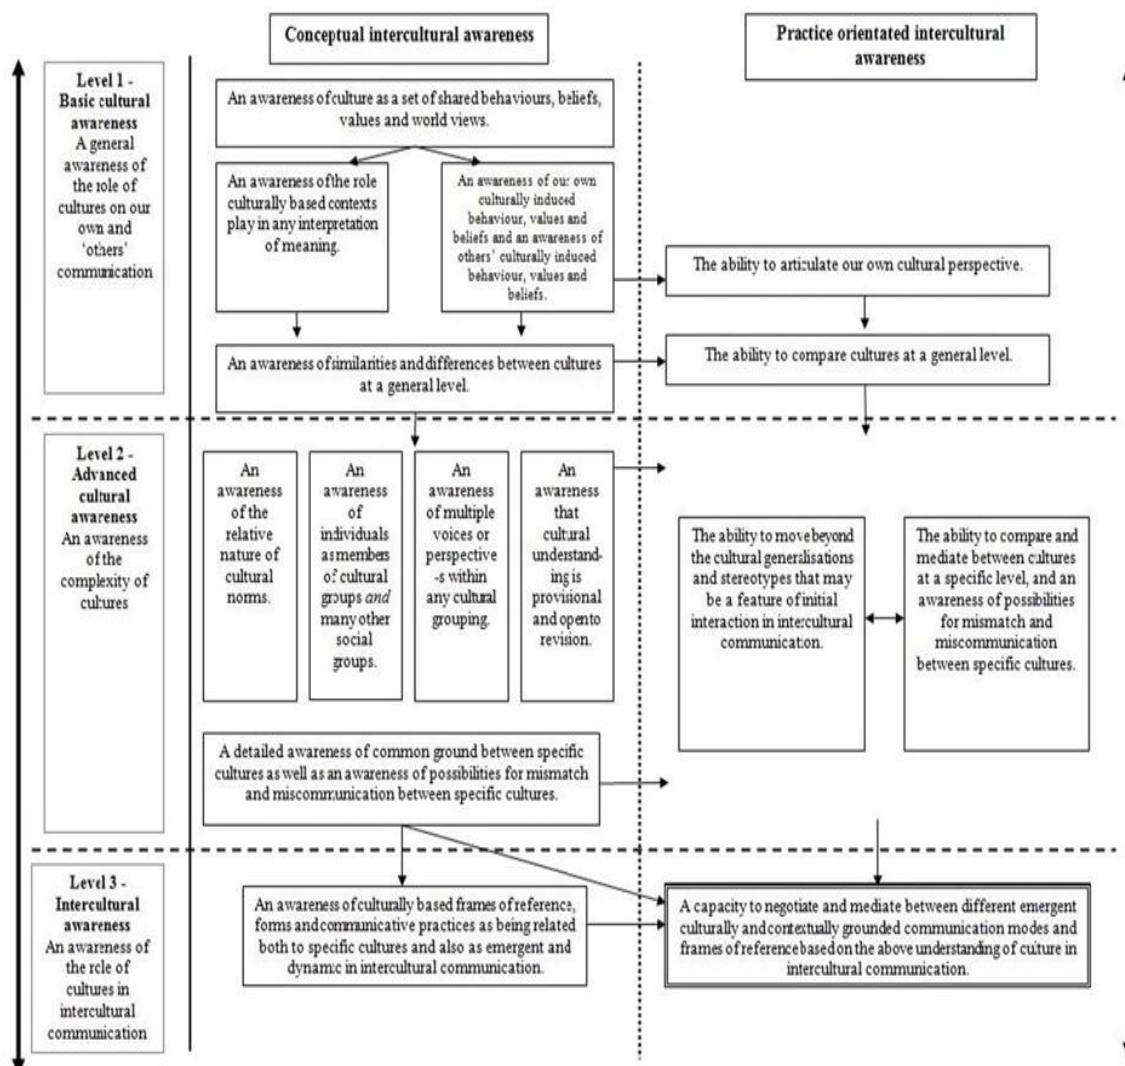 Conceptual intercultural awareness
Practice orientated intercultural
awareness
Level 1 -
Basic cultural
awareness
A general
awareness of
the role of
cultures on our
own and
‘others’
communication
An awareness of culture as a set of shared behaviours, beliefs,
values and world views.
An awareness of the role
culturally based contexts
play in any interpretation
of meaning.
An awareness of our own
culturally induced
behaviour, values and
beliefs and an awareness of
others’ culturally induced
behaviour, values and
beliefs.
The ability to articulate our own cultural perspective.
An awareness of similarities and differences between cultures
at a general level.
The ability to compare cultures at a general level.
Level 2 -
Advanced
cultural
awareness
An awareness
of the
complexity of
cultures
An
awareness
of the
relative
nature of
cultural
norms.
An
awareness
of
individuals
as members
of cultural
groups and
many other
social
groups.
An
awareness
of multiple
voices or
perspective
-s within
any cultural
grouping.
An
awareness
that
cultural
understand-
ing is
provisional
and open to
revision.
The ability to move beyond
the cultural generalisations
and stereotypes that may
be a feature of initial
interaction in intercultural
communication.
The ability to compare and
mediate between cultures
at a specific level, and an
awareness of possibilities
for mismatch and
miscommunication
between specific cultures.
A detailed awareness of common ground between specific
cultures as well as an awareness of possibilities for mismatch
and miscommunication between specific cultures.
Level 3 -
Intercultural
awareness
An awareness of
the role of
cultures in
intercultural
communication
An awareness of culturally based frames of reference,
forms and communicative practices as being related
both to specific cultures and also as emergent and
dynamic in intercultural communication.
A capacity to negotiate and mediate between different emergent
culturally and contextually grounded communication modes and
frames of reference based on the above understanding of culture in
intercultural communication.